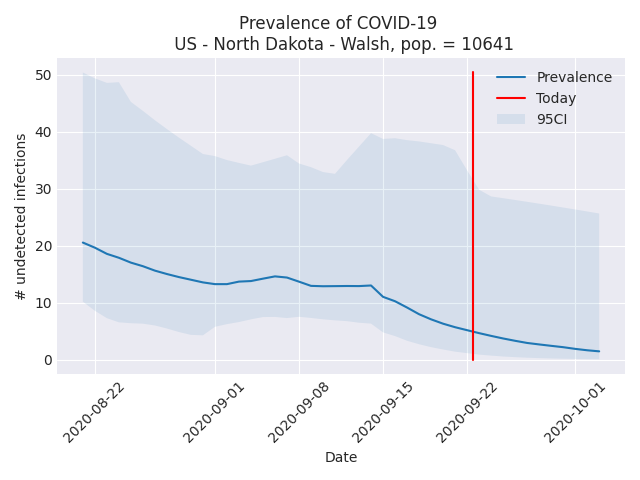 Prevalence of COVID-19
US - North Dakota - Walsh, pop. = 10641
Prevalence
Today
95CI
# undetected infections
50
40
30
20
10
0
2020-08-22
2020-09-01
2020-09-08
2020-09-15
2020-09-22
2020-10-01
Date